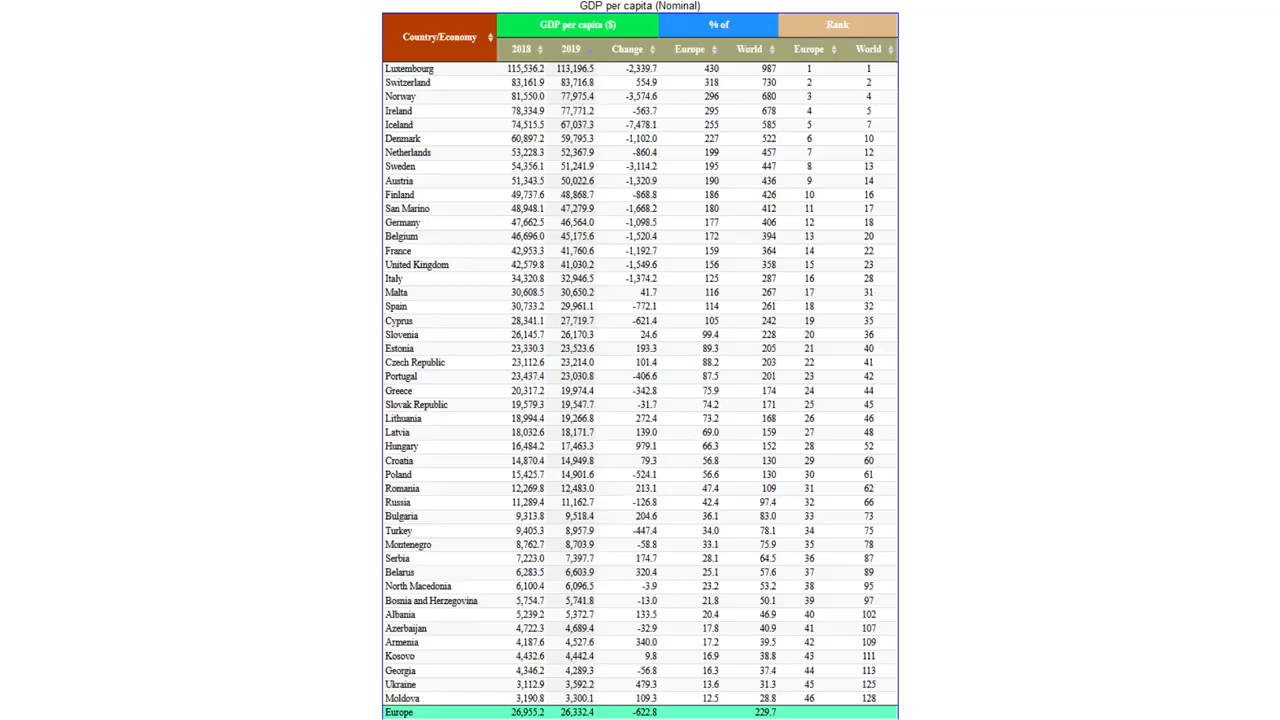 GDP per capita (Nominal)
Country/Economy GDP per capita ($) % of Rank
2018 2019 Change Europe World Europe World
Luxembourg 115,536.2 113,196.5 -2,339.7 430 987 1 1
Switzerland 83,161.9 83,716.8 554.9 318 730 2 2
Norway 81,550.0 77,975.4 -3,574.6 296 680 3 4
Ireland 78,334.9 77,771.2 -563.7 295 678 4 5
Iceland 74,515.5 67,037.3 -7,478.1 255 585 5 7
Denmark 60,897.2 59,795.3 -1,102.0 227 522 6 10
Netherlands 53,228.3 52,367.9 -860.4 199 457 7 12
Sweden 54,356.1 51,241.9 -3,114.2 195 447 8 13
Austria 51,343.5 50,022.6 -1,320.9 190 436 9 14
Finland 49,737.6 48,868.7 -868.8 186 426 10 16
San Marino 48,948.1 47,279.9 -1,668.2 180 412 11 17
Germany 47,662.5 46,564.0 -1,098.5 177 406 12 18
Belgium 46,696.0 45,175.6 -1,520.4 172 394 13 20
France 42,953.3 41,760.6 -1,192.7 159 364 14 22
United Kingdom 42,579.8 41,030.2 -1,549.6 156 358 15 23
Italy 34,320.8 32,946.5 -1,374.2 125 287 16 28
Malta 30,608.5 30,650.2 41.7 116 267 17 31
Spain 30,733.2 29,961.1 -772.1 114 261 18 32
Cyprus 28,341.1 27,719.7 -621.4 105 242 19 35
Slovenia 26,145.7 26,170.3 24.6 99.4 228 20 36
Estonia 23,330.3 23,523.6 193.3 89.3 205 21 40
Czech Republic 23,112.6 23,214.0 101.4 88.2 203 22 41
Portugal 23,437.4 23,030.8 -406.6 87.5 201 23 42
Greece 20,317.2 19,974.4 -342.8 75.9 174 24 44
Slovak Republic 19,579.3 19,547.7 -31.7 74.2 171 25 45
Lithuania 18,994.4 19,266.8 272.4 73.2 168 26 46
Latvia 18,032.6 18,171.7 139.0 69.0 159 27 48
Hungary 16,484.2 17,463.3 979.1 66.3 152 28 52
Croatia 14,870.4 14,949.8 79.3 56.8 130 29 60
Poland 15,425.7 14,901.6 -524.1 56.6 130 30 61
Romania 12,269.8 12,483.0 213.1 47.4 109 31 62
Russia 11,289.4 11,162.7 -126.8 42.4 97.4 32 66
Bulgaria 9,313.8 9,518.4 204.6 36.1 83.0 33 73
Turkey 9,405.3 8,957.9 -447.4 34.0 78.1 34 75
Montenegro 8,762.7 8,703.9 -58.8 33.1 75.9 35 78
Serbia 7,223.0 7,397.7 174.7 28.1 64.5 36 87
Belarus 6,283.5 6,603.9 320.4 25.1 57.6 37 89
North Macedonia 6,100.4 6,096.5 -3.9 23.2 53.2 38 95
Bosnia and Herzegovina 5,754.7 5,741.8 -13.0 21.8 50.1 39 97
Albania 5,239.2 5,372.7 133.5 20.4 46.9 40 102
Azerbaijan 4,722.3 4,689.4 -32.9 17.8 40.9 41 107
Armenia 4,187.6 4,527.6 340.0 17.2 39.5 42 109
Kosovo 4,432.6 4,442.4 9.8 16.9 38.8 43 111
Georgia 4,346.2 4,289.3 -56.8 16.3 37.4 44 113
Ukraine 3,112.9 3,592.2 479.3 13.6 31.3 45 125
Moldova 3,190.8 3,300.1 109.3 12.5 28.8 46 128
Europe 26,955.2 26,332.4 -622.8 229.7